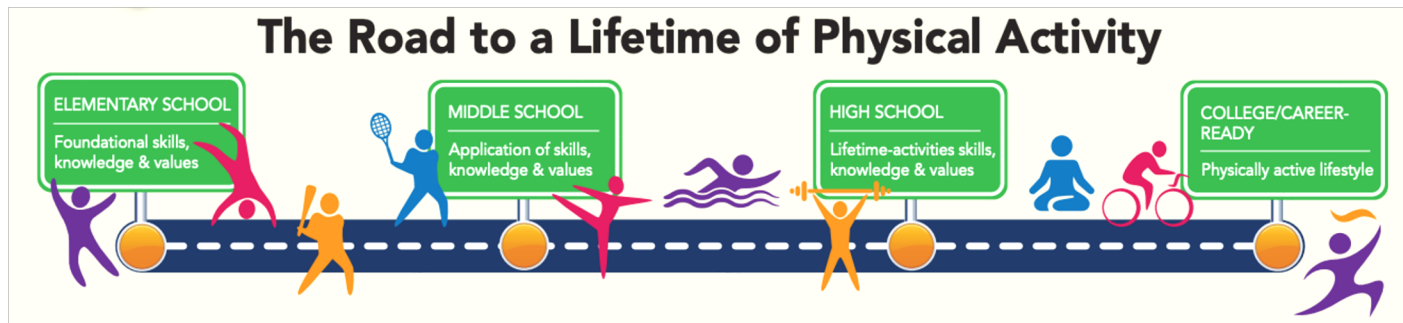 The Road to a Lifetime of Physical Activity
ELEMENTARY SCHOOL
Foundational skills,
knowledge & values
MIDDLE SCHOOL
Application of skills,
knowledge & values
HIGH SCHOOL
Lifetime-activities skills,
knowledge & values
COLLEGE/CAREER-
READY
Physically active lifestyle